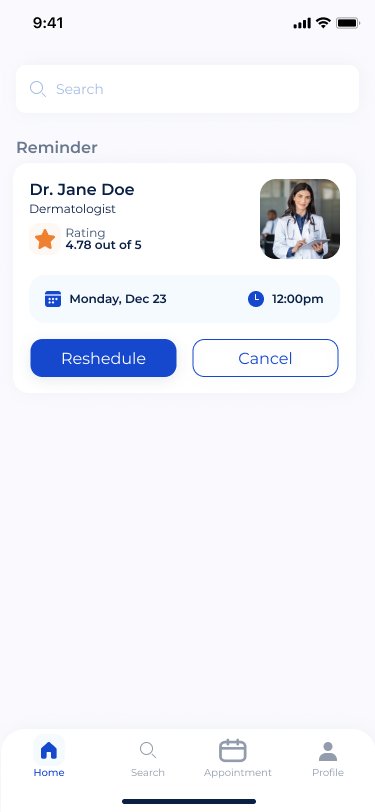 9:41
Search
Reminder
Dr. Jane Doe
Dermatologist
Rating
4.78 out of 5
Monday, Dec 23
12:00pm
Reshedule
Cancel
Home
Search
Appointment
Profile